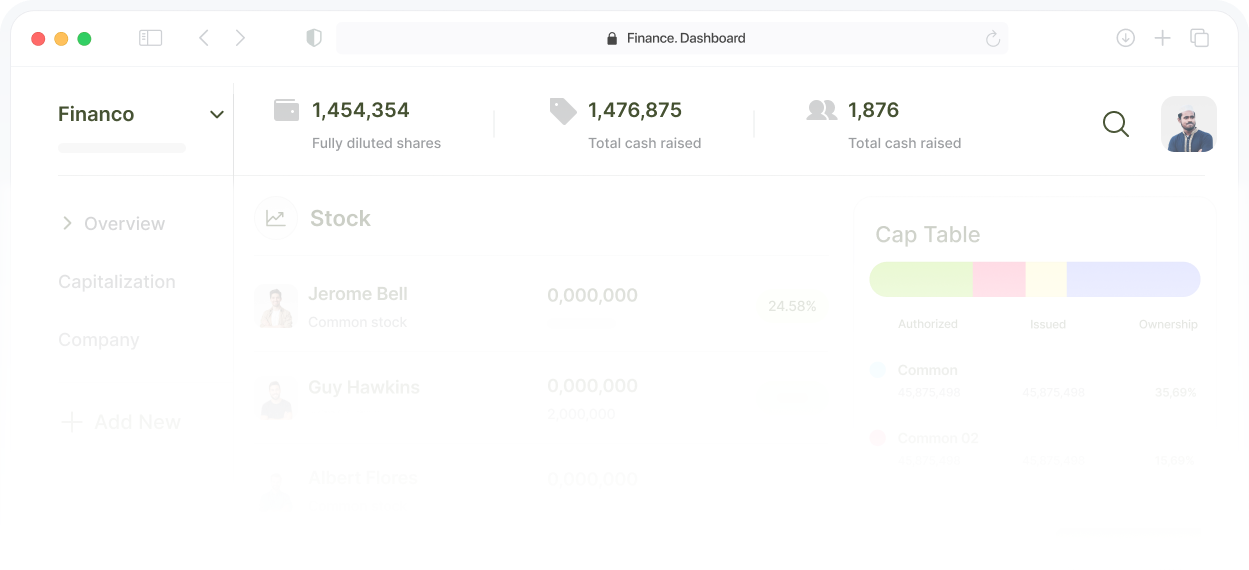 Finance. Dashboard
Financo
1,454,354
Fully diluted shares
1,476,875
Total cash raised
1,876
Total cash raised
Overview
Capitalization
Company
Add New
Stock
Jerome Bell
Common stock
0,000,000
24.58%
Guy Hawkins
0,000,000
2,000,000
Albert Flores
0,000,000
Cap Table
Authorized Issued Ownership
Common
45,875,498 45,875,498 35,69%
Common 02